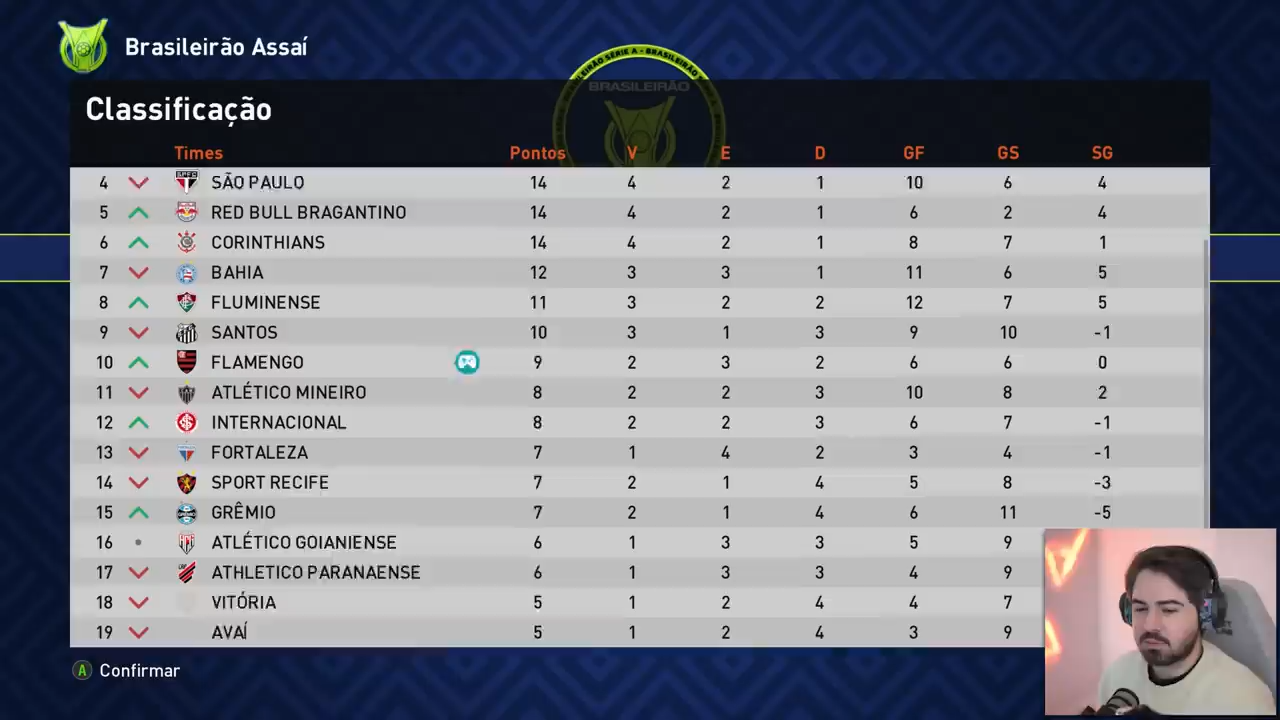 Brasileirão Assaí
BRASILEIRÃO SÉRIE A - BRASILEIRÃO
BRASILEIRÃO
Classificação
Times Pontos V E D GF GS SG
4 SÃO PAULO 14 4 2 1 10 6 4
5 RED BULL BRAGANTINO 14 4 2 1 6 2 4
6 CORINTHIANS 14 4 2 1 8 7 1
7 BAHIA 12 3 3 1 11 6 5
8 FLUMINENSE 11 3 2 2 12 7 5
9 SANTOS 10 3 1 3 9 10 -1
10 FLAMENGO 9 2 3 2 6 6 0
11 ATLÉTICO MINEIRO 8 2 2 3 10 8 2
12 INTERNACIONAL 8 2 2 3 6 7 -1
13 FORTALEZA 7 1 4 2 3 4 -1
14 SPORT RECIFE 7 2 1 4 5 8 -3
15 GRÊMIO 7 2 1 4 6 11 -5
16 ATLÉTICO GOIANIENSE 6 1 3 3 5 9
17 ATHLETICO PARANAENSE 6 1 3 3 4 9
18 VITÓRIA 5 1 2 4 4 7
19 AVAÍ 5 1 2 4 3 9
A Confirmar